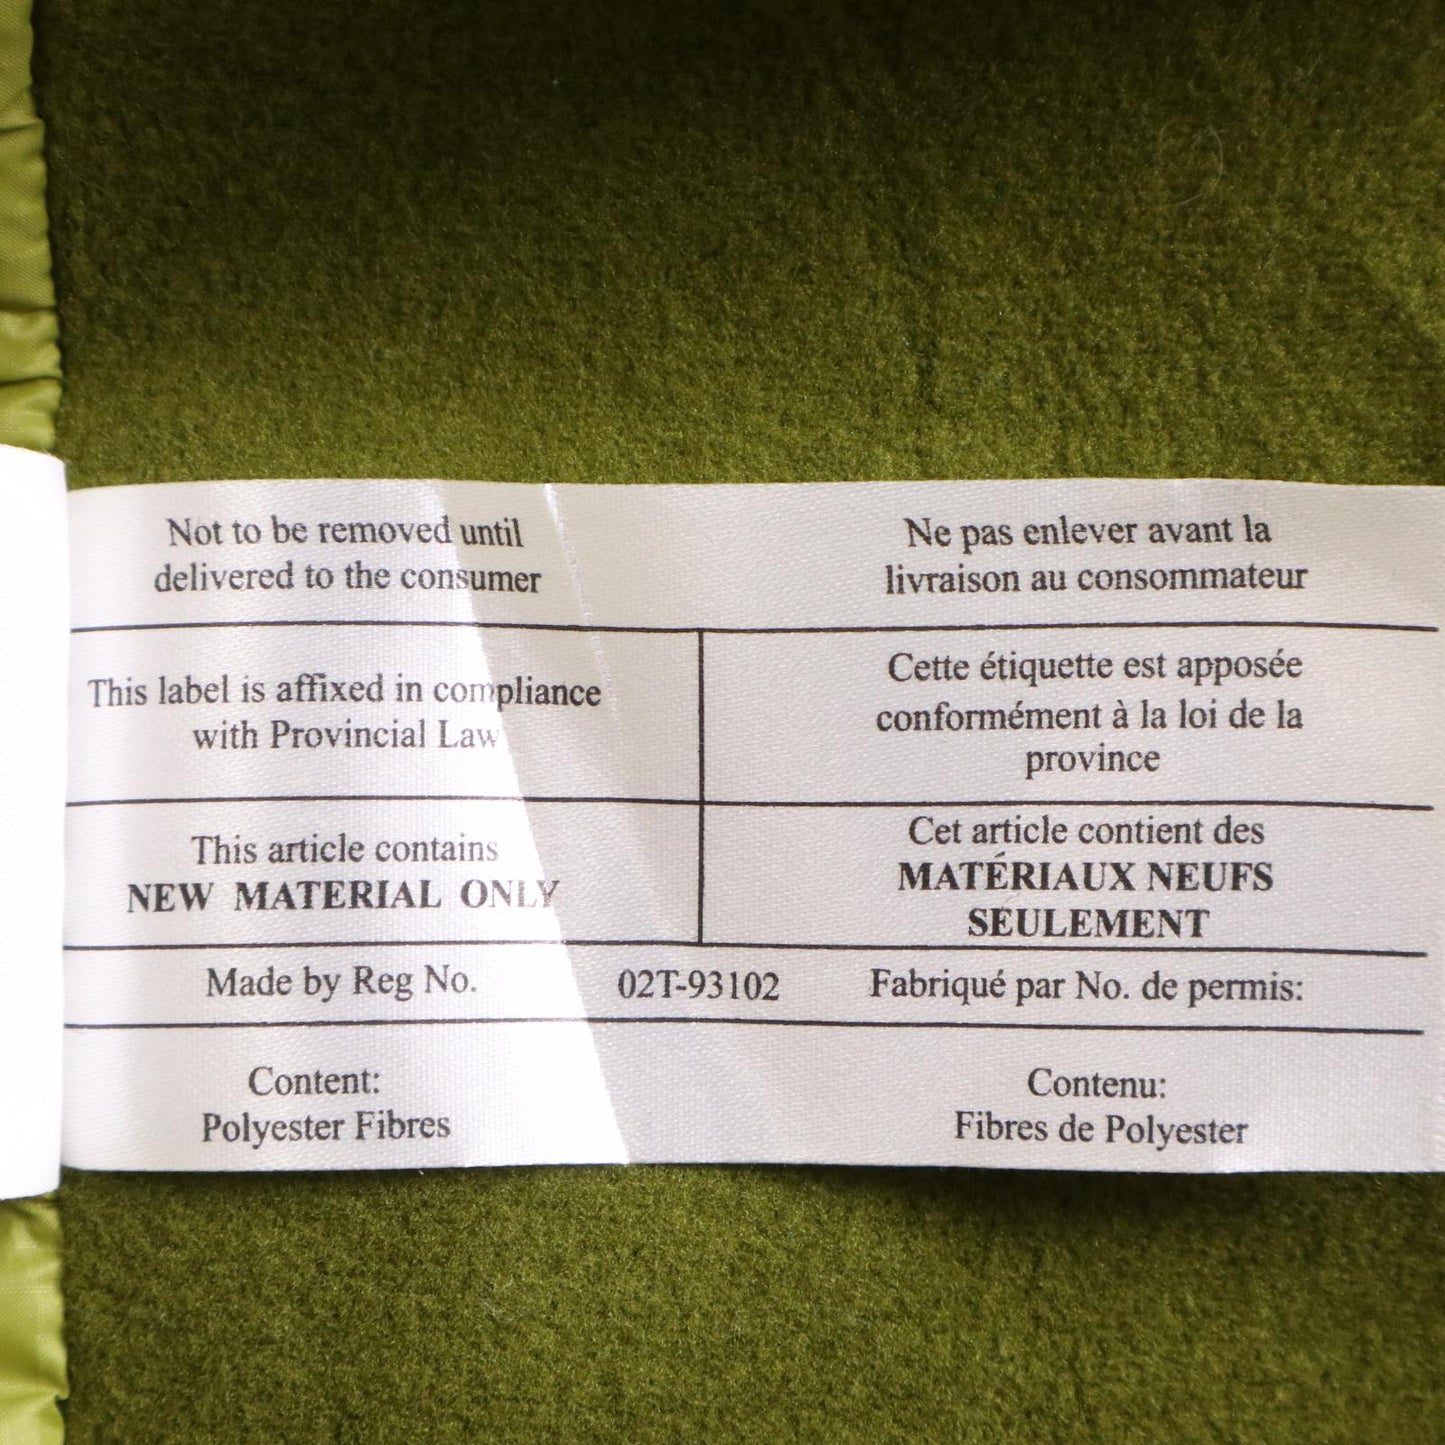 Not to be removed until
delivered to the consumer
Ne pas enlever avant la
livraison au consommateur
This label is affixed in compliance
with Provincial Law
Cette étiquette est apposée
conformément à la loi de la
province
This article contains
NEW MATERIAL ONLY
Cet article contient des
MATÉRIAUX NEUFS
SEULEMENT
Made by Reg No. 02T-93102 Fabriqué par No. de permis:
Content:
Polyester Fibres
Contenu:
Fibres de Polyester